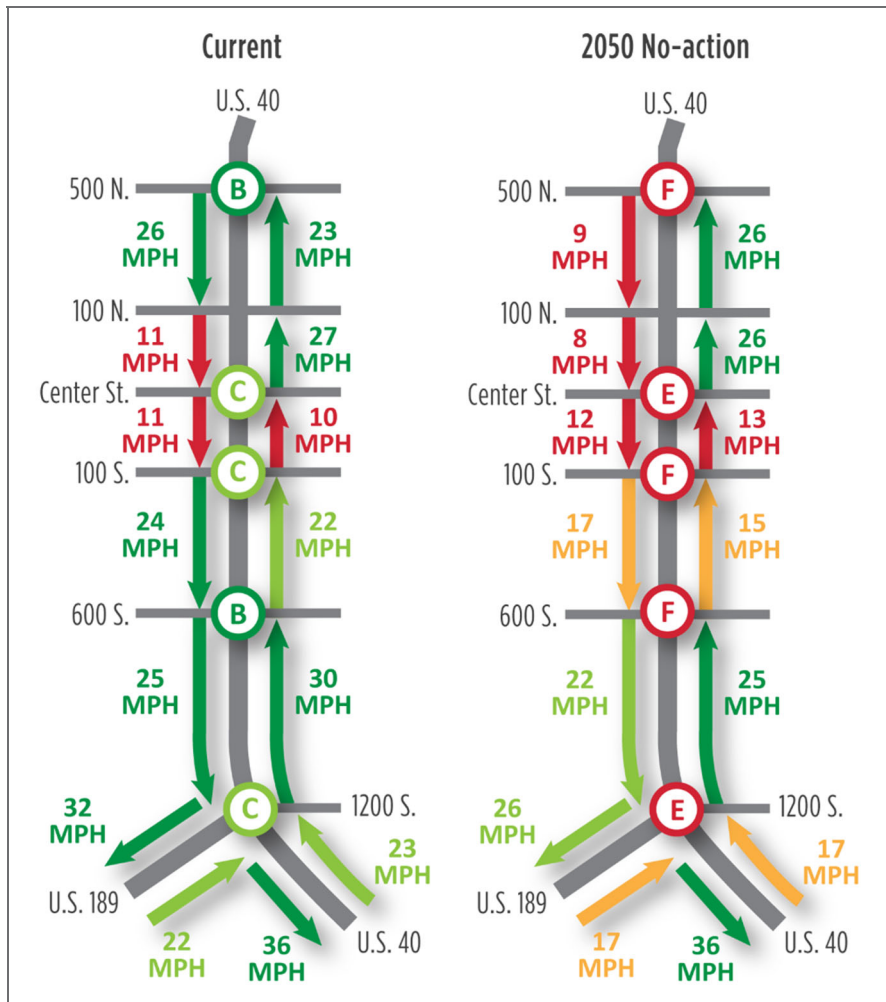 Current
U.S. 40
500 N.
B
26
MPH
23
MPH
100 N.
11
MPH
27
MPH
Center St.
C
11
MPH
10
MPH
100 S.
C
24
MPH
22
MPH
600 S.
B
25
MPH
30
MPH
C
1200 S.
32
MPH
23
MPH
U.S. 189
22
MPH
36
MPH
U.S. 40
2050 No-action
U.S. 40
500 N.
F
9
MPH
26
MPH
100 N.
8
MPH
26
MPH
Center St.
E
12
MPH
13
MPH
100 S.
F
17
MPH
15
MPH
600 S.
F
22
MPH
25
MPH
E
1200 S.
26
MPH
17
MPH
U.S. 189
17
MPH
36
MPH
U.S. 40